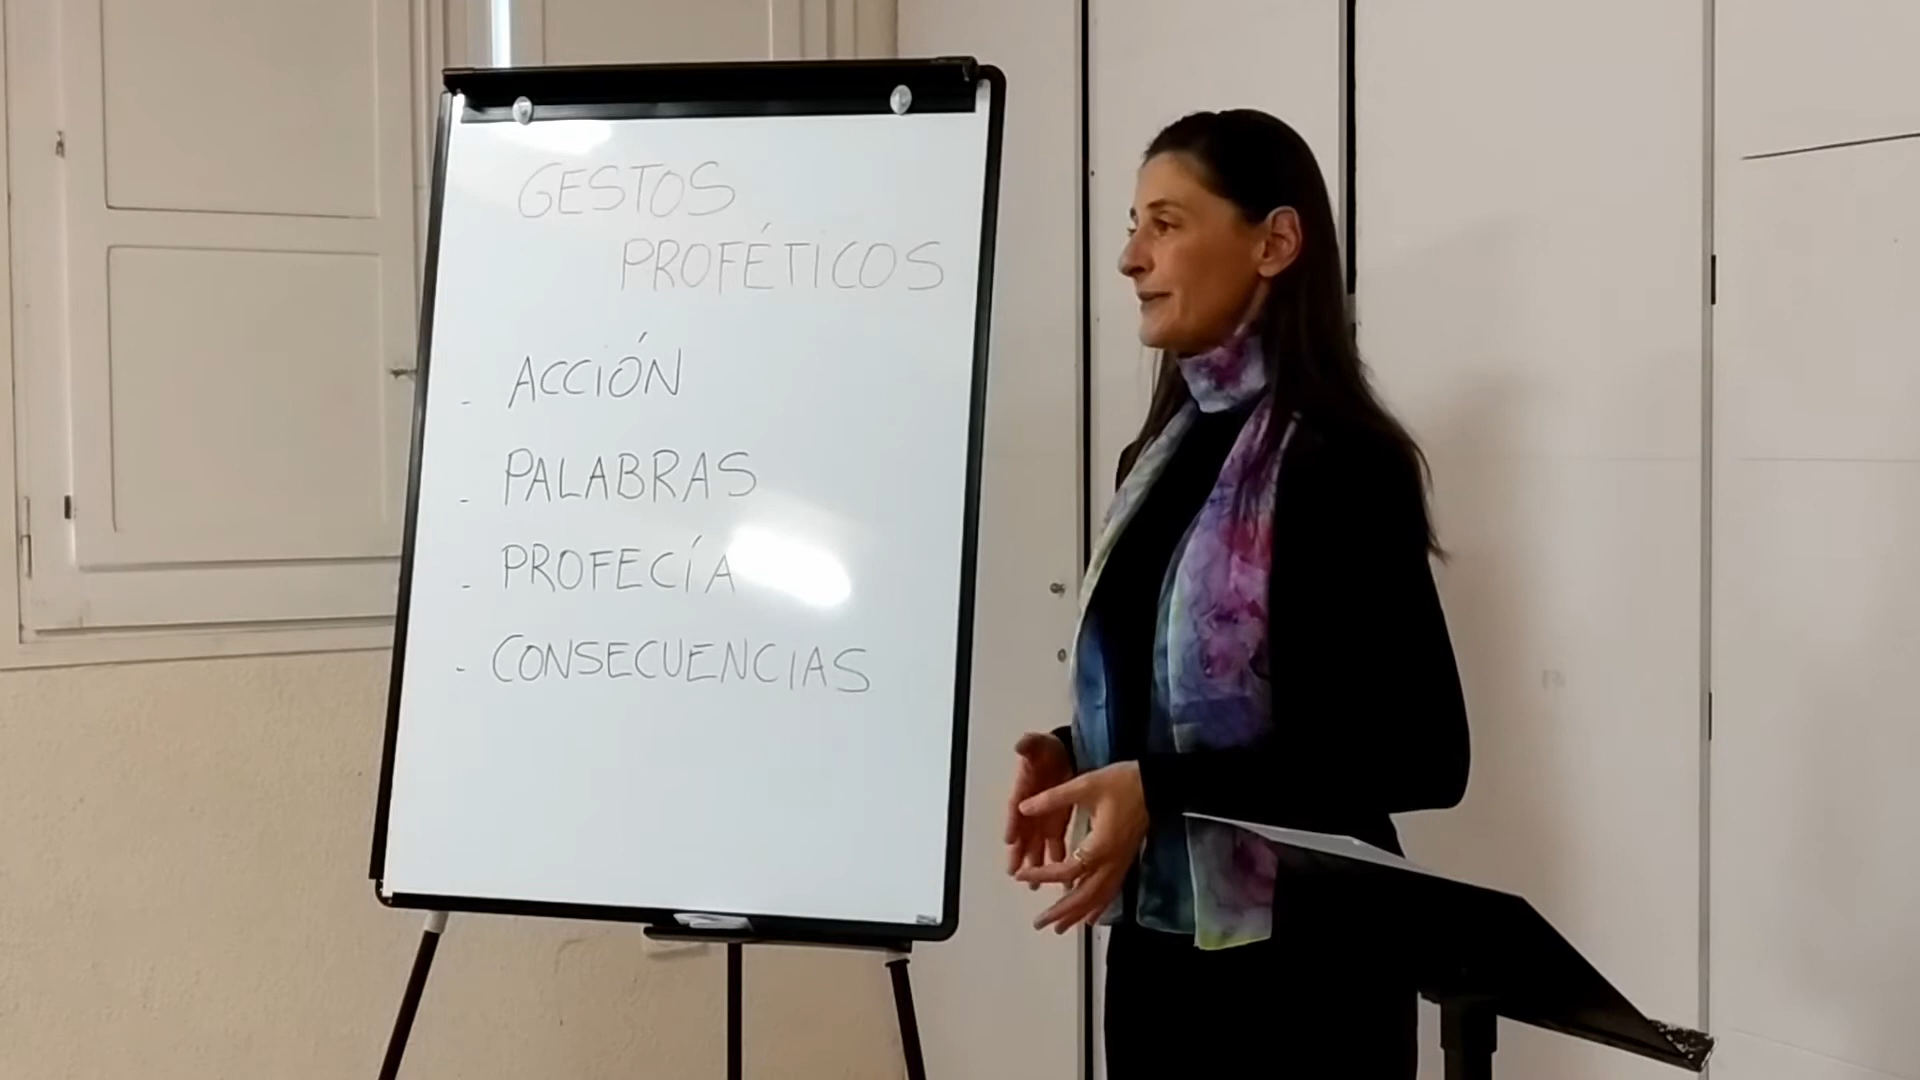 GESTOS
PROFÉTICOS
- ACCIÓN
- PALABRAS
- PROFECÍA
- CONSECUENCIAS